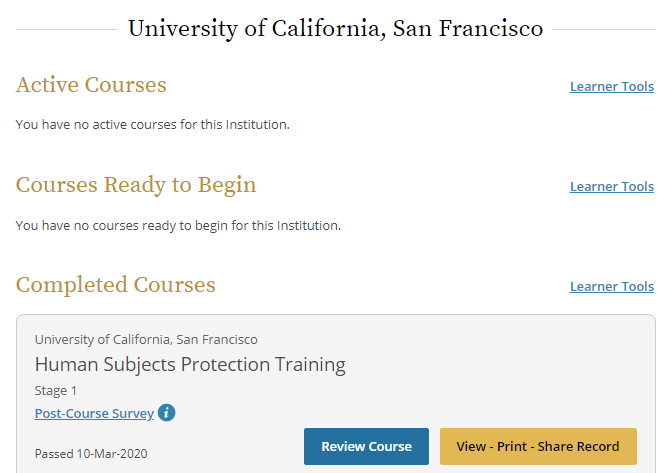 University of California, San Francisco
Active Courses
Learner Tools
You have no active courses for this Institution.
Courses Ready to Begin
Learner Tools
You have no courses ready to begin for this Institution.
Completed Courses
Learner Tools
University of California, San Francisco
Human Subjects Protection Training
Stage 1
Post-Course Survey i
Passed 10-Mar-2020
Review Course
View - Print - Share Record